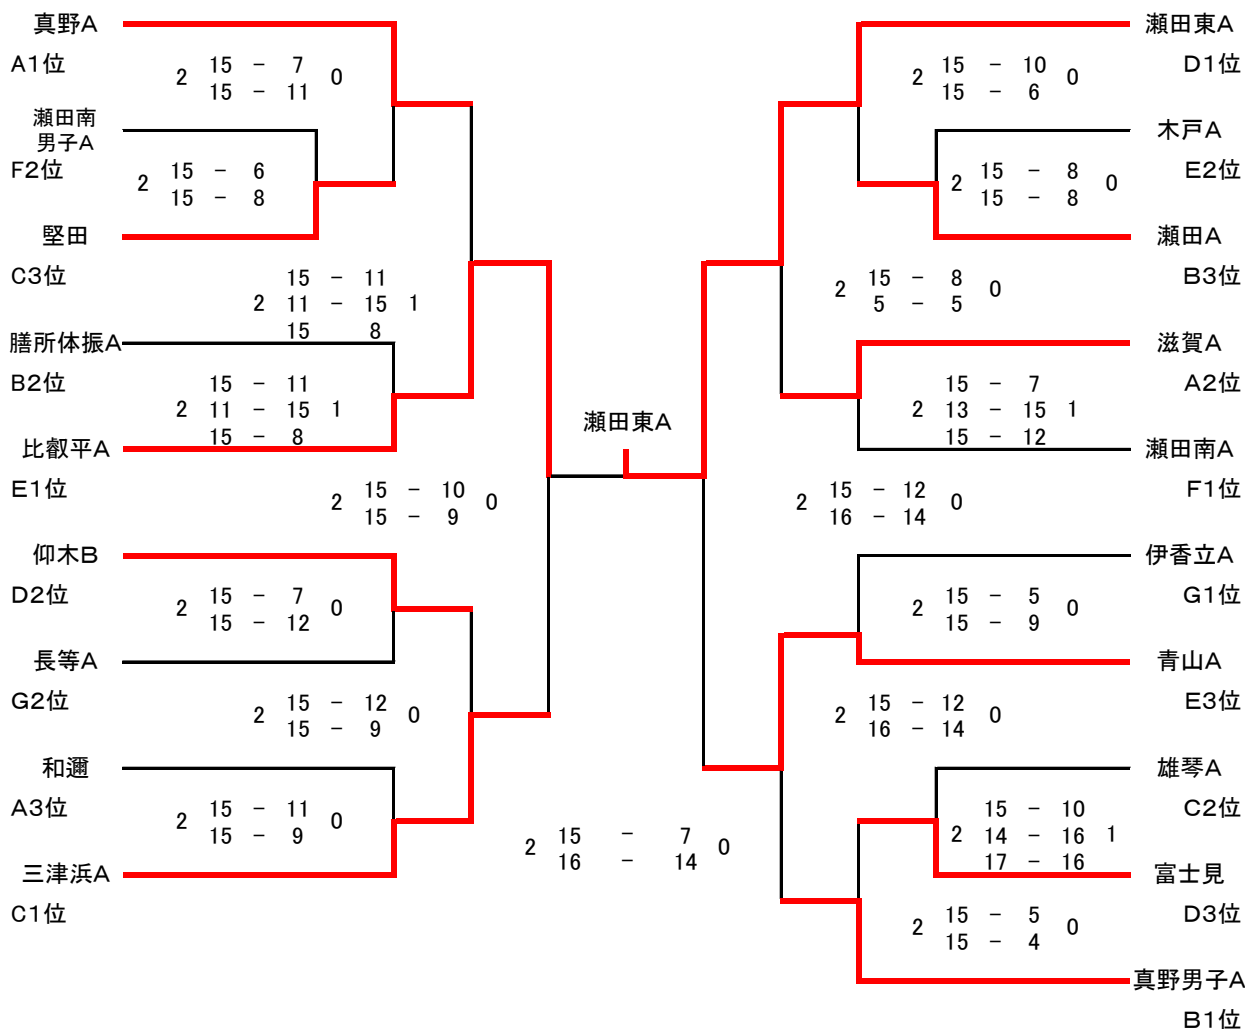 真野A
A1位
2 15 - 7 0
15 - 11
瀬田南
男子A
F2位
2 15 - 6
15 - 8
堅田
C3位
15 - 11
2 11 - 15 1
15 8
膳所体振A
B2位
15 - 11
2 11 - 15 1
15 - 8
比叡平A
E1位
2 15 - 10 0
15 - 9
仰木B
D2位
2 15 - 7 0
15 - 12
長等A
G2位
2 15 - 12 0
15 - 9
和邇
A3位
2 15 - 11 0
15 - 9
三津浜A
C1位
瀬田東A
2 15 - 7 0
16 - 14
瀬田東A
D1位
2 15 - 10 0
15 - 6
木戸A
E2位
2 15 - 8 0
15 - 8
瀬田A
B3位
2 15 - 8 0
5 - 5
滋賀A
A2位
15 - 7
2 13 - 15 1
15 - 12
瀬田南A
F1位
2 15 - 12 0
16 - 14
伊香立A
G1位
2 15 - 5 0
15 - 9
青山A
E3位
2 15 - 12 0
16 - 14
雄琴A
C2位
15 - 10
2 14 - 16 1
17 - 16
富士見
D3位
2 15 - 5 0
15 - 4
真野男子A
B1位